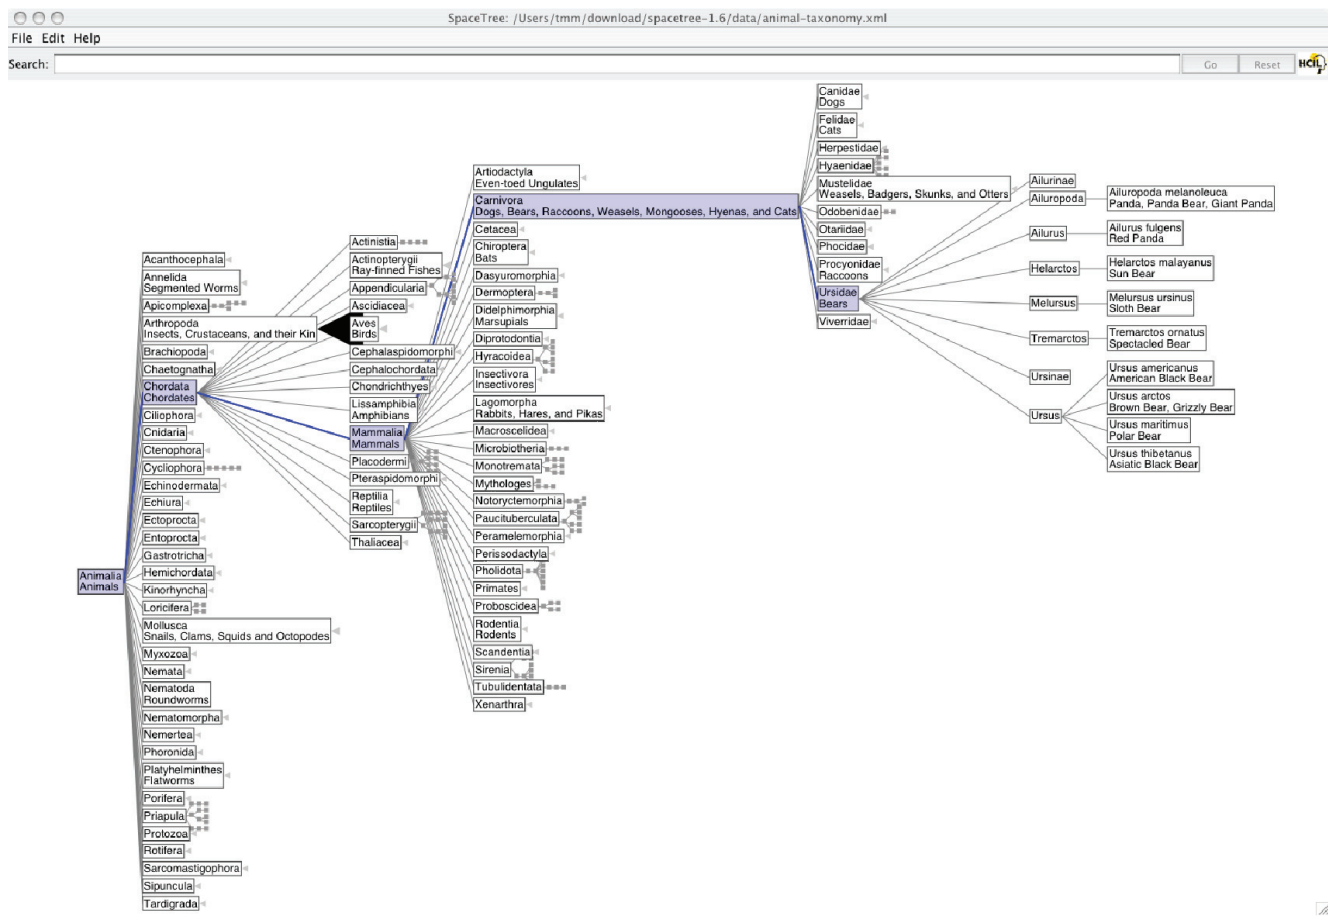 SpaceTree: /Users/tmm/download/spacetree-1.6/data/animal-taxonomy.xml
File Edit Help
Search:
Go
Reset
HCIL
Animalia
Animals
Acanthocephala
Annelida
Segmented Worms
Apicomplexa
Arthropoda
Insects, Crustaceans, and their Kin
Brachiopoda
Chaetognatha
Chordata
Chordates
Ciliophora
Cnidaria
Ctenophora
Cycliophora
Echinodermata
Echiura
Ectoprocta
Entoprocta
Gastrotricha
Hemichordata
Kinorhyncha
Loricifera
Mollusca
Snails, Clams, Squids and Octopodes
Myxozoa
Nemata
Nematoda
Roundworms
Nematomorpha
Nemertea
Phoronida
Platyhelminthes
Flatworms
Porifera
Priapula
Protozoa
Rotifera
Sarcomastigophora
Sipuncula
Tardigrada
Actinistia
Actinopterygii
Ray-finned Fishes
Appendicularia
Ascidiacea
Aves
Birds
Cephalaspidomorphi
Cephalochordata
Chondrichthyes
Lissamphibia
Amphibians
Mammalia
Mammals
Placodermi
Pteraspidomorphi
Reptilia
Reptiles
Sarcopterygii
Thaliacea
Artiodactyla
Even-toed Ungulates
Carnivora
Dogs, Bears, Raccoons, Weasels, Mongooses, Hyenas, and Cats
Cetacea
Chiroptera
Bats
Dasyuromorphia
Dermoptera
Didelphimorphia
Marsupials
Diprotodontia
Hyracoidea
Insectivora
Insectivores
Lagomorpha
Rabbits, Hares, and Pikas
Macroscelidea
Microbiotheria
Monotremata
Mythologes
Notoryctemorphia
Paucituberculata
Peramelemorphia
Perissodactyla
Pholidota
Primates
Proboscidea
Rodentia
Rodents
Scandentia
Sirenia
Tubulidentata
Xenarthra
Canidae
Dogs
Felidae
Cats
Herpestidae
Hyaenidae
Mustelidae
Weasels, Badgers, Skunks, and Otters
Odobenidae
Otariidae
Phocidae
Procyonidae
Raccoons
Ursidae
Bears
Viverridae
Ailurinae
Ailuropoda
Ailurus
Helarctos
Melursus
Tremarctos
Ursinae
Ursus
Ailuropoda melanoleuca
Panda, Panda Bear, Giant Panda
Ailurus fulgens
Red Panda
Helarctos malayanus
Sun Bear
Melursus ursinus
Sloth Bear
Tremarctos ornatus
Spectacled Bear
Ursus americanus
American Black Bear
Ursus arctos
Brown Bear, Grizzly Bear
Ursus maritimus
Polar Bear
Ursus thibetanus
Asiatic Black Bear